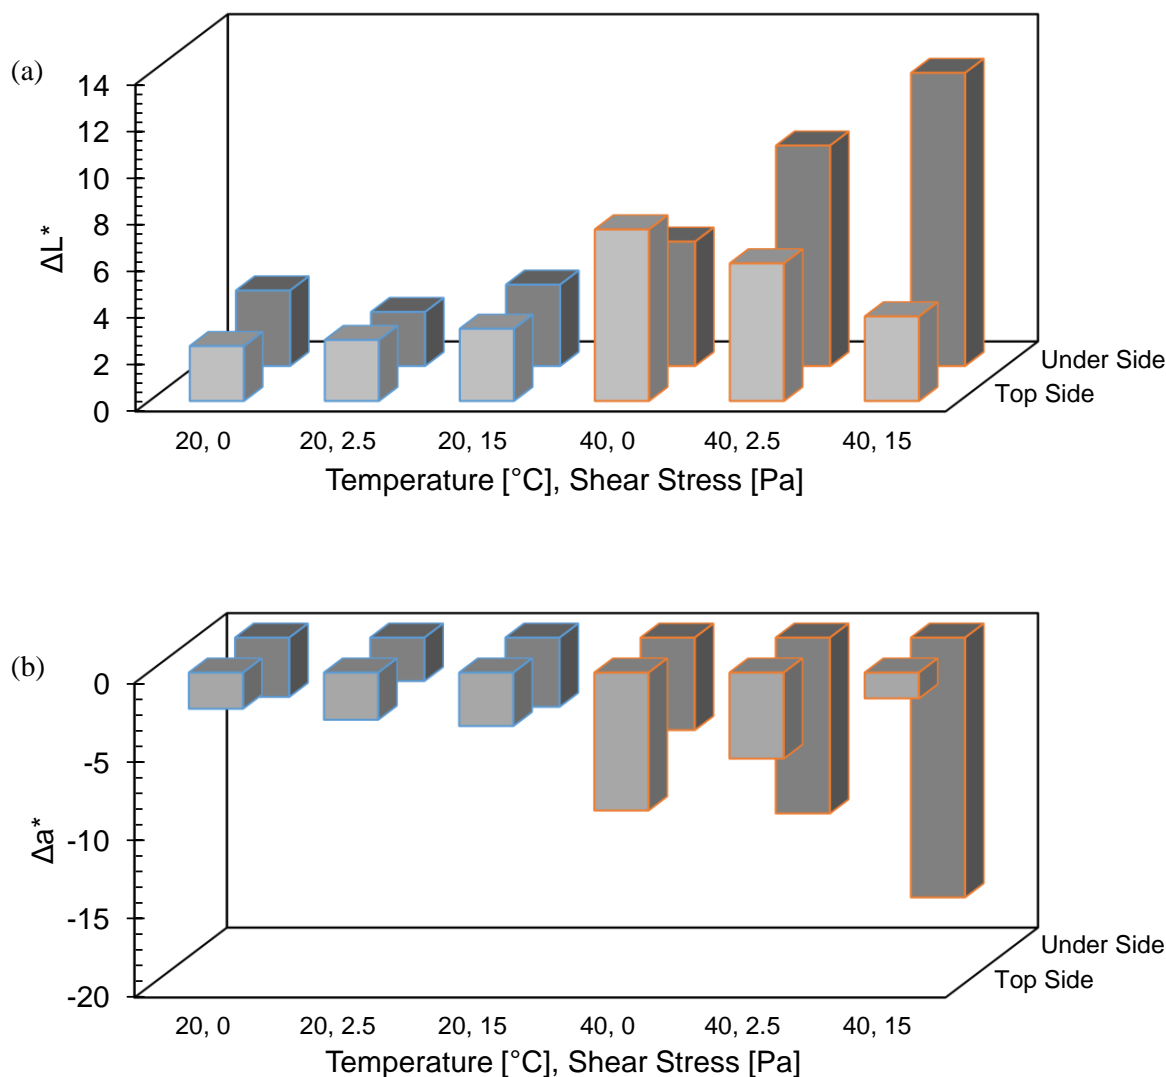 (a)
14
12
10
8
6
4
2
0
ΔL*
Under Side
Top Side
20, 0 20, 2.5 20, 15 40, 0 40, 2.5 40, 15
Temperature [°C], Shear Stress [Pa]
(b)
0
-5
-10
-15
-20
Δa*
Under Side
Top Side
20, 0 20, 2.5 20, 15 40, 0 40, 2.5 40, 15
Temperature [°C], Shear Stress [Pa]